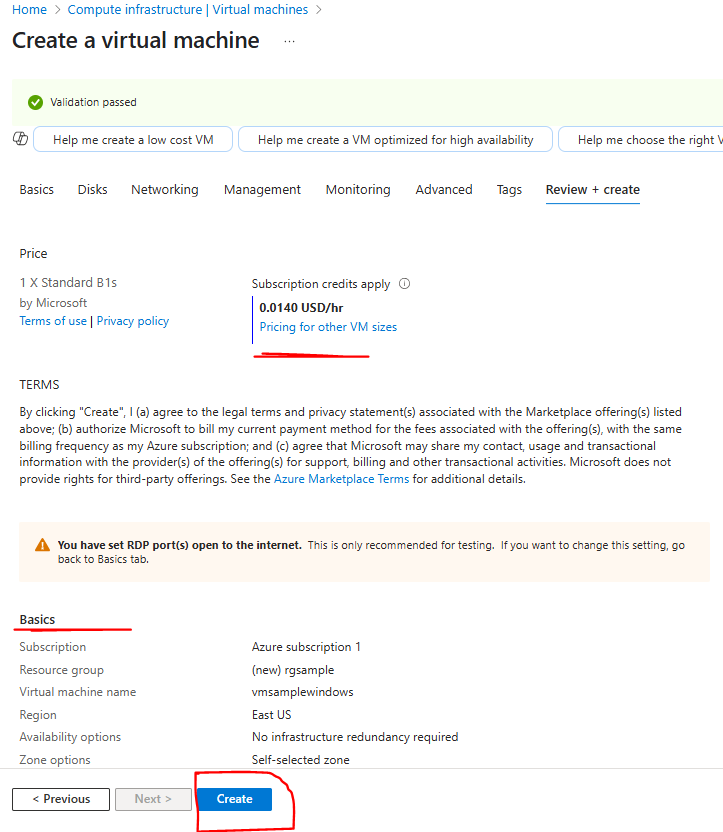 Home > Compute infrastructure | Virtual machines >
Create a virtual machine ...
Validation passed
Help me create a low cost VM
Help me create a VM optimized for high availability
Help me choose the right V
Basics Disks Networking Management Monitoring Advanced Tags Review + create
Price
1 X Standard B1s
by Microsoft
Terms of use | Privacy policy
Subscription credits apply
0.0140 USD/hr
Pricing for other VM sizes
TERMS
By clicking "Create", I (a) agree to the legal terms and privacy statement(s) associated with the Marketplace offering(s) listed
above; (b) authorize Microsoft to bill my current payment method for the fees associated with the offering(s), with the same
billing frequency as my Azure subscription; and (c) agree that Microsoft may share my contact, usage and transactional
information with the provider(s) of the offering(s) for support, billing and other transactional activities. Microsoft does not
provide rights for third-party offerings. See the Azure Marketplace Terms for additional details.
You have set RDP port(s) open to the internet. This is only recommended for testing. If you want to change this setting, go
back to Basics tab.
Basics
Subscription Azure subscription 1
Resource group (new) rgsample
Virtual machine name vmsamplewindows
Region East US
Availability options No infrastructure redundancy required
Zone options Self-selected zone
< Previous Next > Create